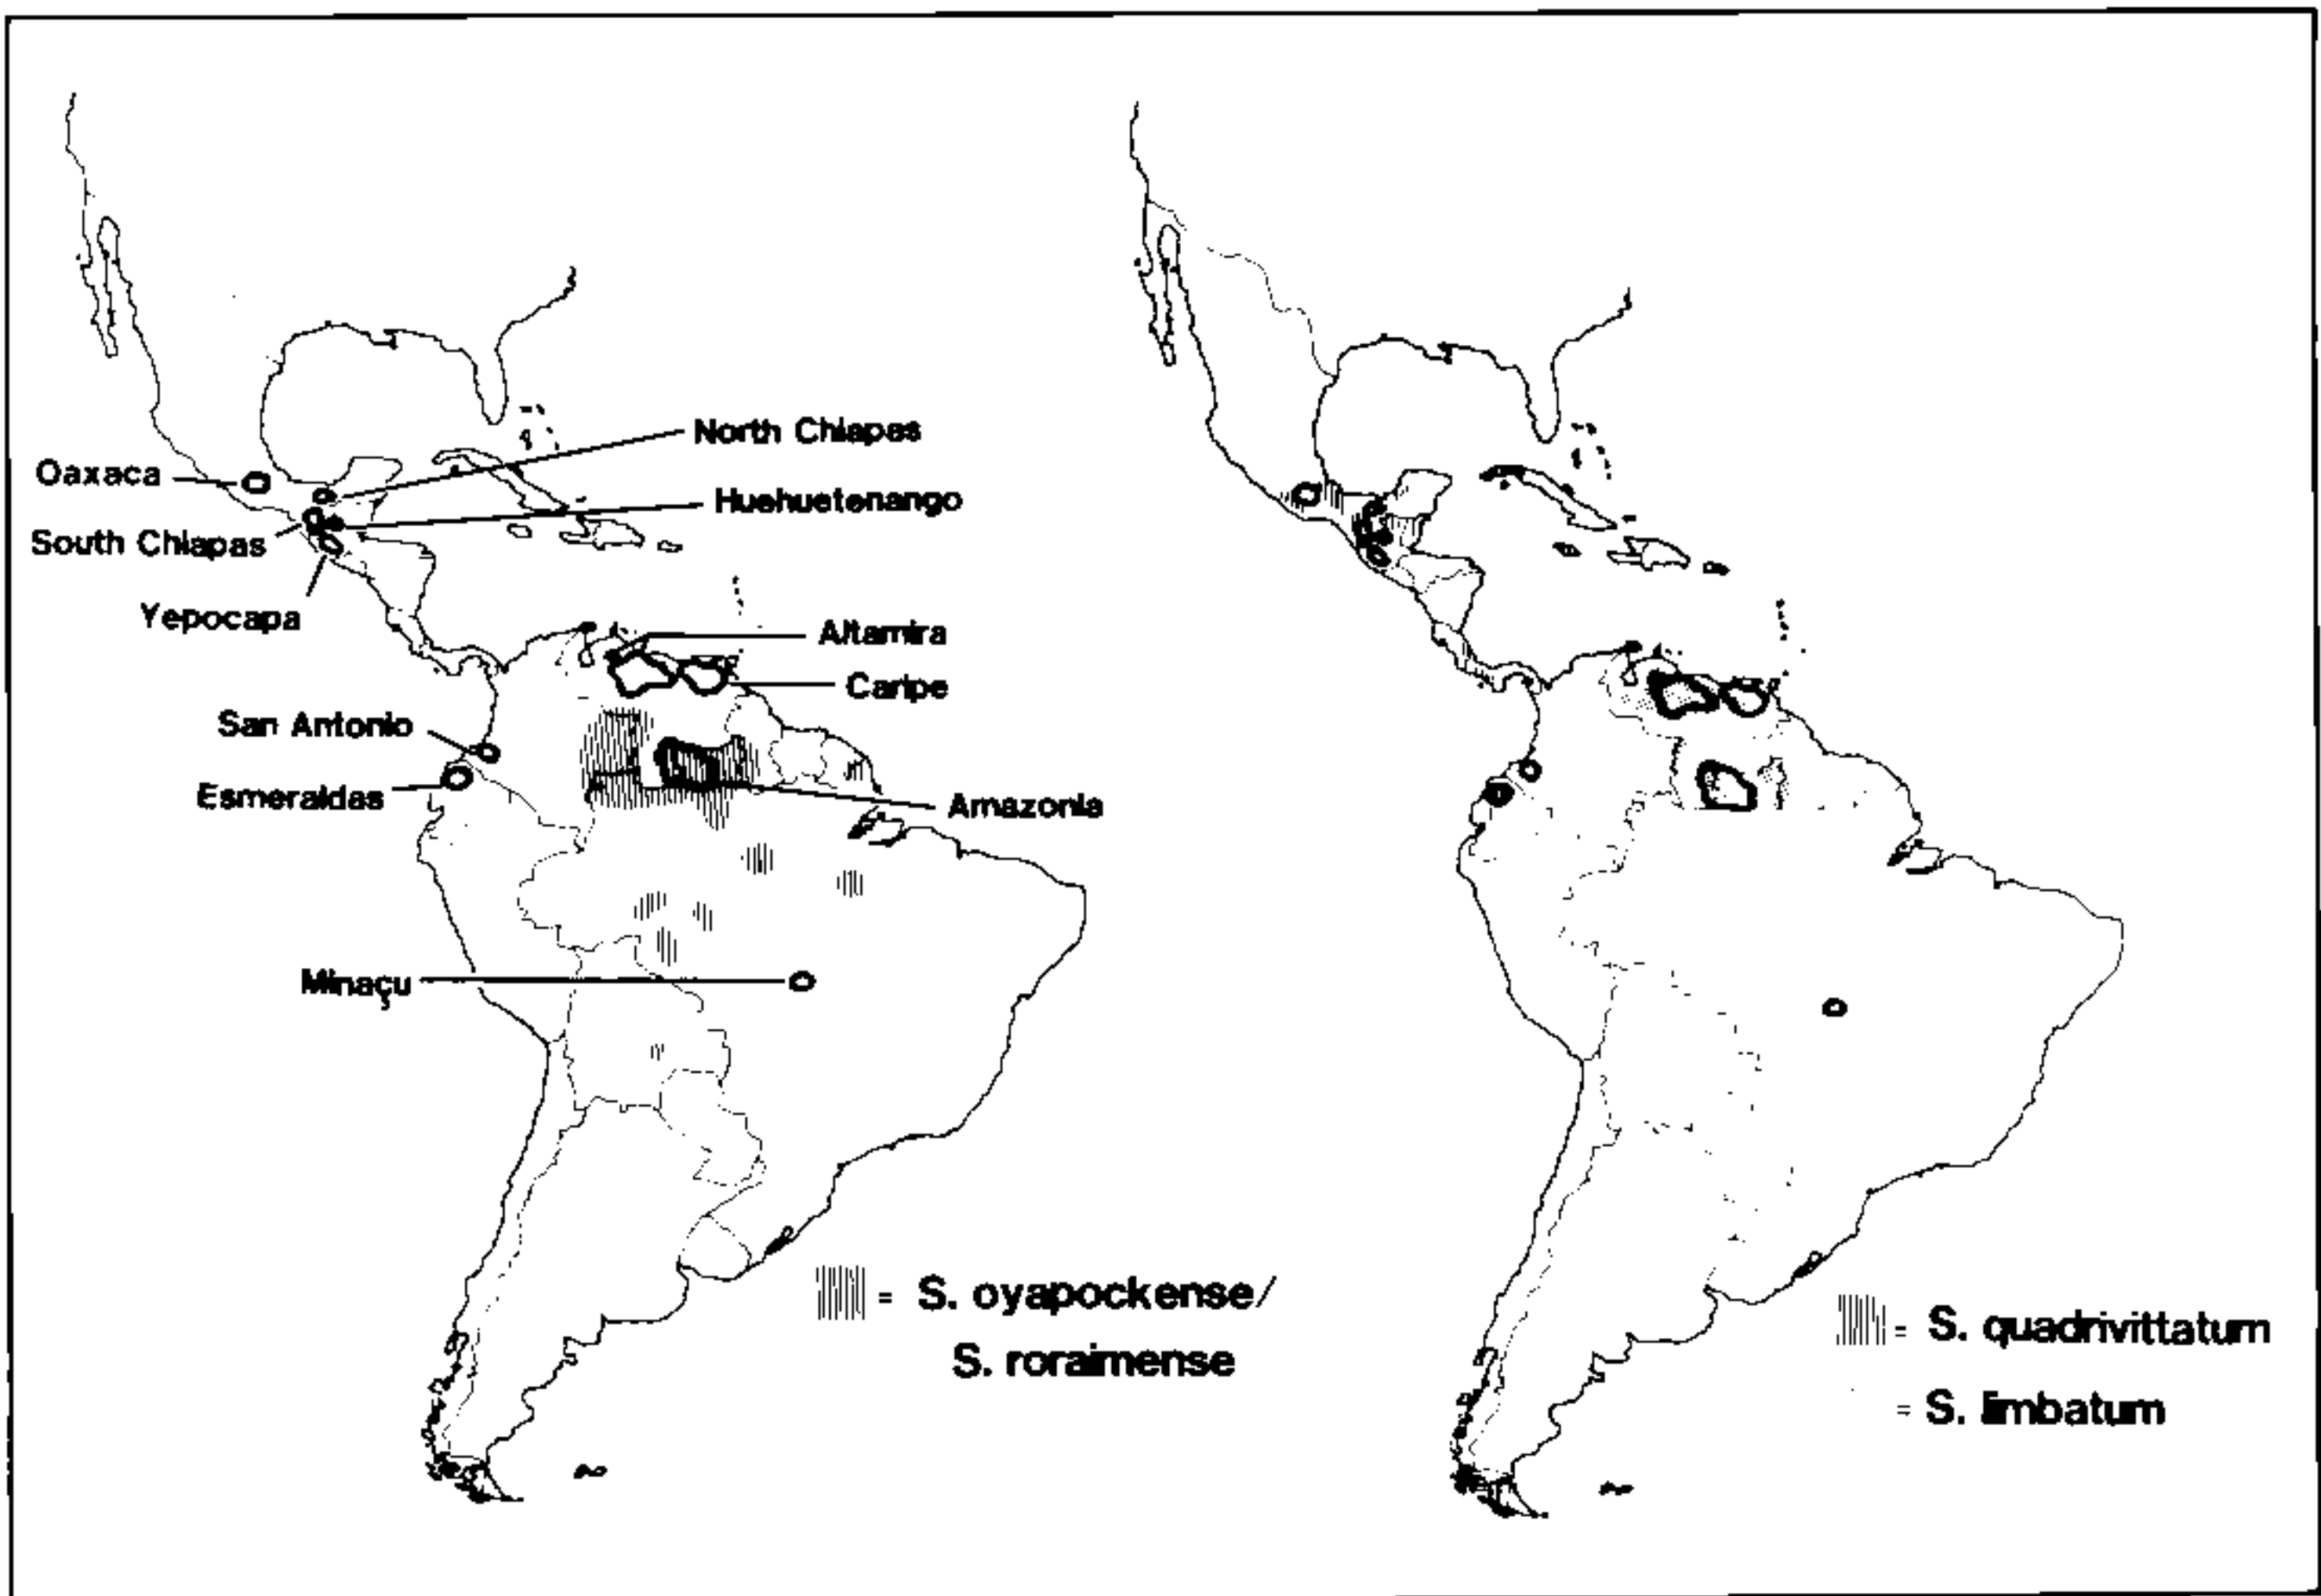 North Chiapas
Oaxaca
Huehuetenango
South Chiapas
Yepocapa
Altamira
Caripe
San Antonio
Esmeraldas
Amazonia
Minaçu
= S. oyapockense/
S. roraimense
= S. quadrivittatum
= S. limbatum